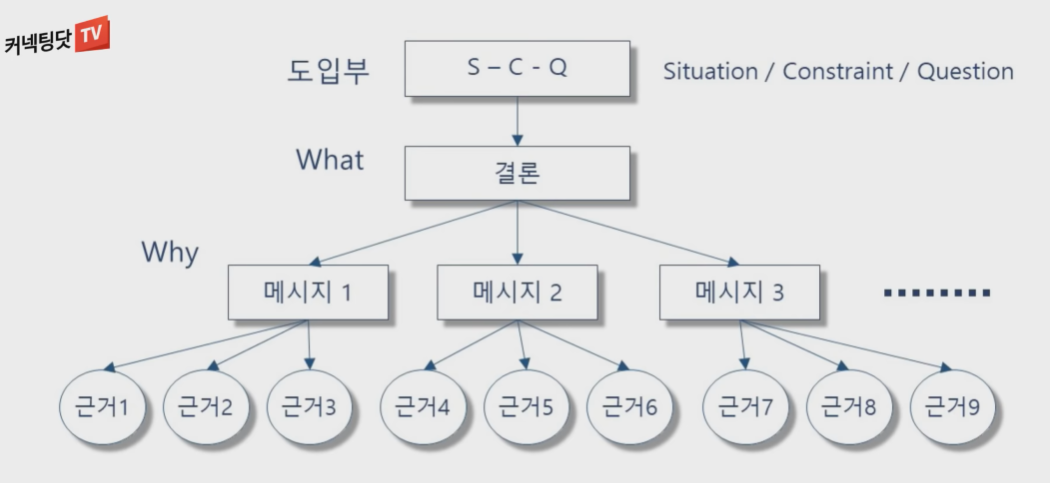 커넥팅닷 TV
도입부
S – C - Q
Situation / Constraint / Question
What
결론
Why
메시지 1
메시지 2
메시지 3
근거1
근거2
근거3
근거4
근거5
근거6
근거7
근거8
근거9